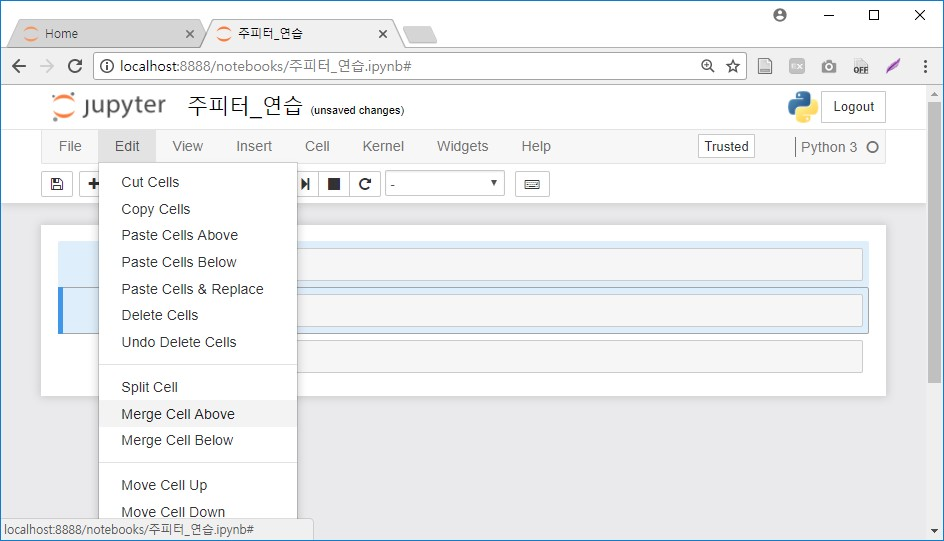 Home
주피터_연습
localhost:8888/notebooks/주피터_연습.ipynb#
OFF
jupyter 주피터_연습 (unsaved changes)
Logout
File Edit View Insert Cell Kernel Widgets Help
Trusted
Python 3
-
Cut Cells
Copy Cells
Paste Cells Above
Paste Cells Below
Paste Cells & Replace
Delete Cells
Undo Delete Cells
Split Cell
Merge Cell Above
Merge Cell Below
Move Cell Up
Move Cell Down
localhost:8888/notebooks/주피터_연습.ipynb#